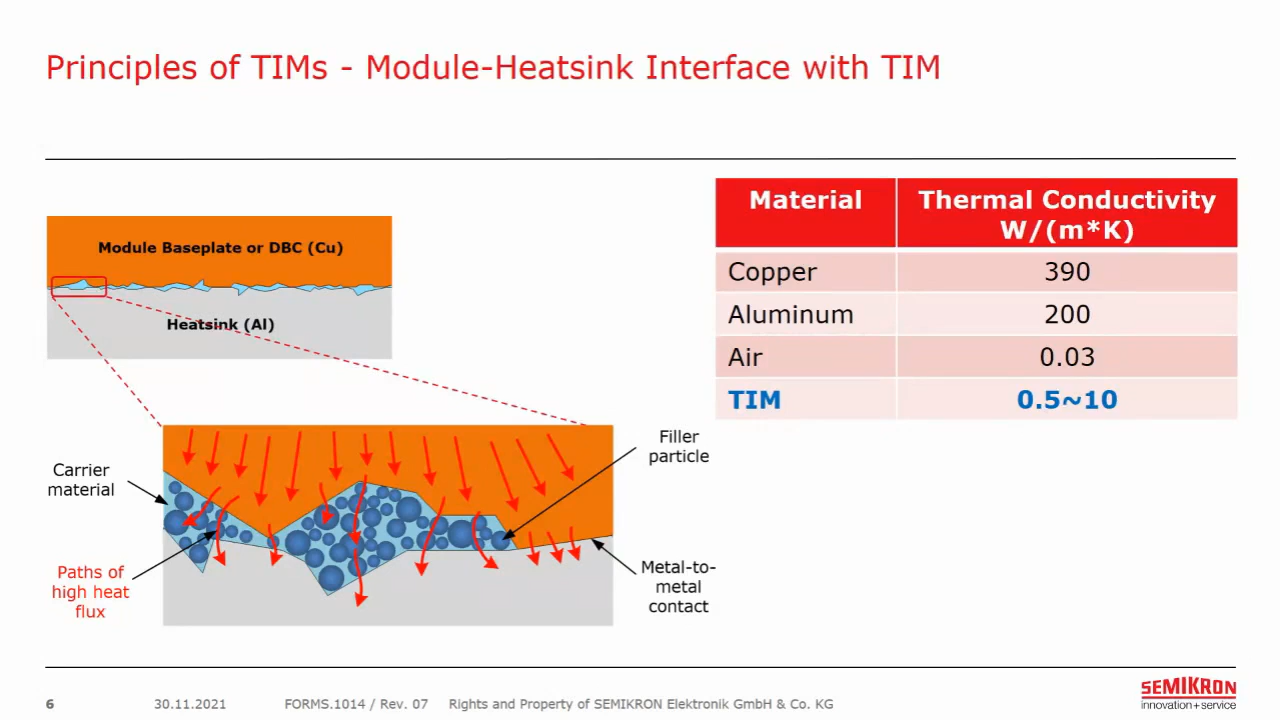 Principles of TIMs - Module-Heatsink Interface with TIM
Module Baseplate or DBC (Cu)
Heatsink (Al)
Material
Thermal Conductivity
W/(m*K)
Copper
390
Aluminum
200
Air
0.03
TIM
0.5~10
Carrier
material
Filler
particle
Paths of
high heat
flux
Metal-to-
metal
contact
6
30.11.2021
FORMS.1014 / Rev. 07
Rights and Property of SEMIKRON Elektronik GmbH & Co. KG
SEMIKRON
innovation+service